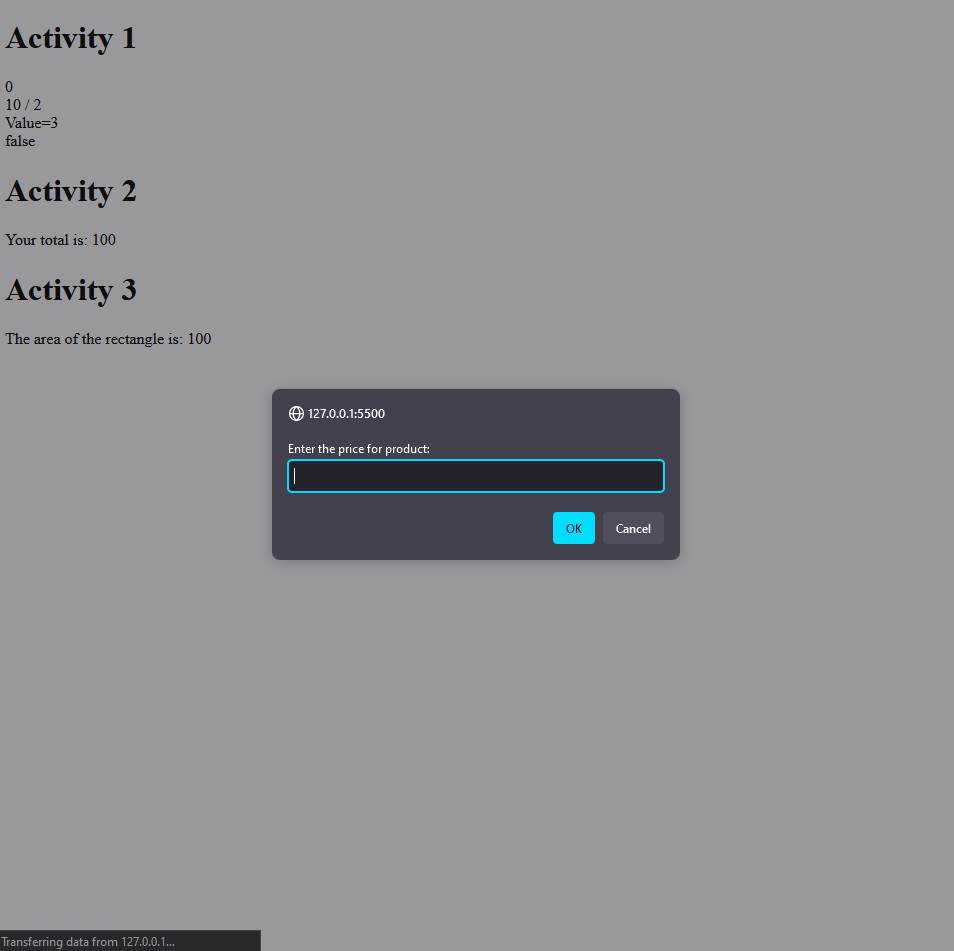 Activity 1
0
10 / 2
Value=3
false
Activity 2
Your total is: 100
Activity 3
The area of the rectangle is: 100
127.0.0.1:5500
Enter the price for product:
OK Cancel
Transferring data from 127.0.0.1...